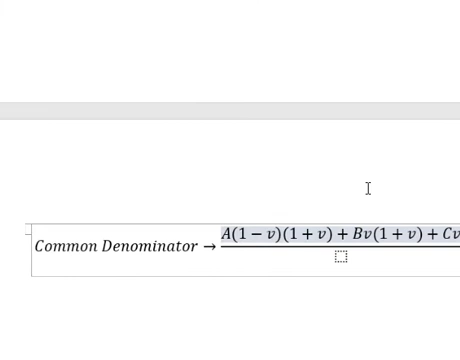 Common Denominator → A(1 − v)(1 + v) + Bv(1 + v) + Cv